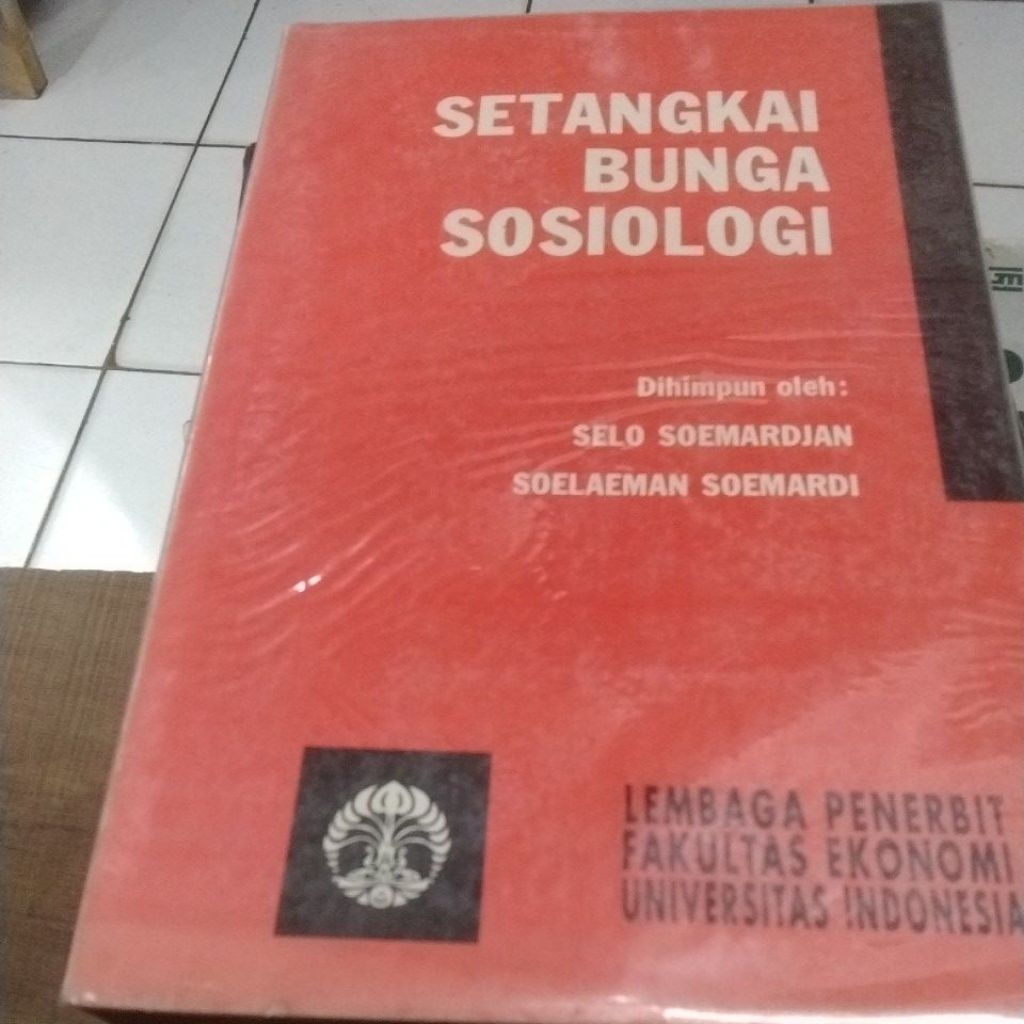 SETANGKAI
BUNGA
SOSIOLOGI
Dihimpun oleh:
SELO SOEMARDJAN
SOELAEMAN SOEMARDI
LEMBAGA PENERBIT
FAKULTAS EKONOMI
UNIVERSITAS INDONESIA